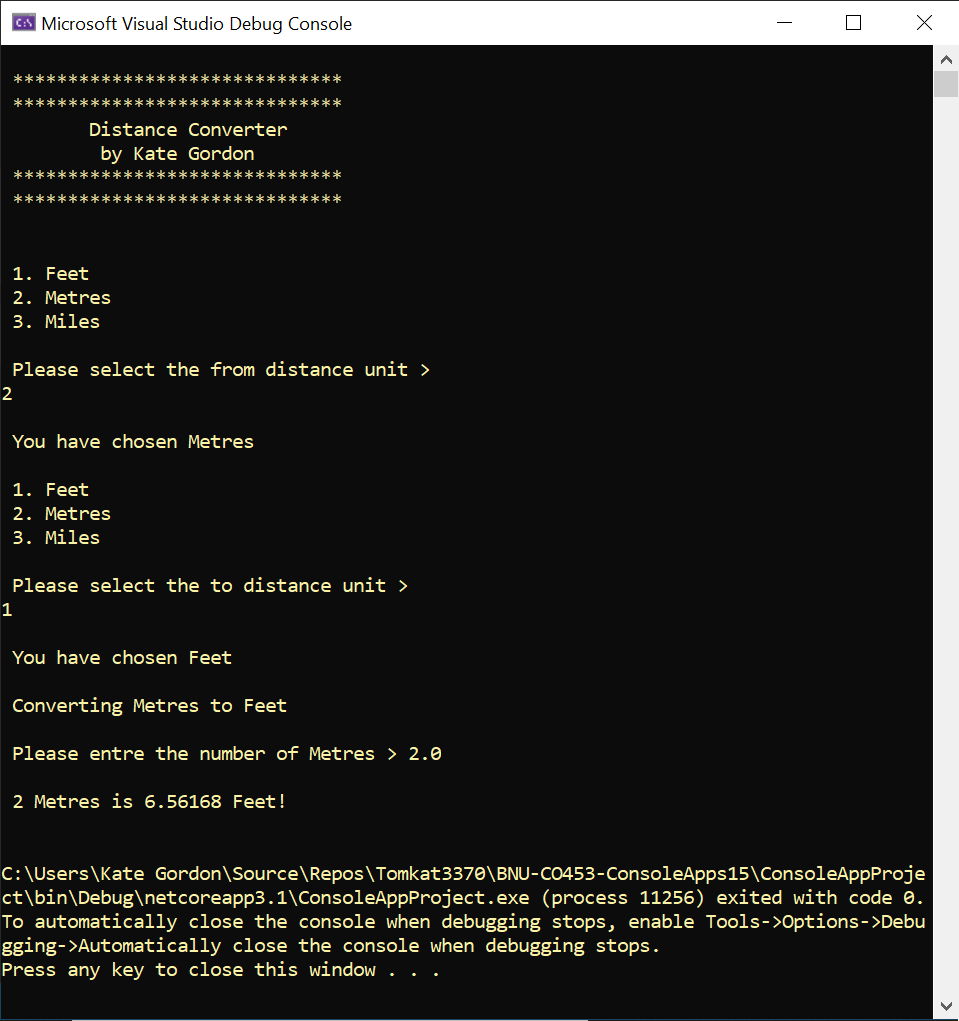 Microsoft Visual Studio Debug Console
******************************
******************************
Distance Converter
by Kate Gordon
******************************
******************************
1. Feet
2. Metres
3. Miles
Please select the from distance unit >
2
You have chosen Metres
1. Feet
2. Metres
3. Miles
Please select the to distance unit >
1
You have chosen Feet
Converting Metres to Feet
Please entre the number of Metres > 2.0
2 Metres is 6.56168 Feet!
C:\Users\Kate Gordon\Source\Repos\Tomkat3370\BNU-CO453-ConsoleApps15\ConsoleAppProje
ct\bin\Debug\netcoreapp3.1\ConsoleAppProject.exe (process 11256) exited with code 0.
To automatically close the console when debugging stops, enable Tools->Options->Debu
gging->Automatically close the console when debugging stops.
Press any key to close this window . . .